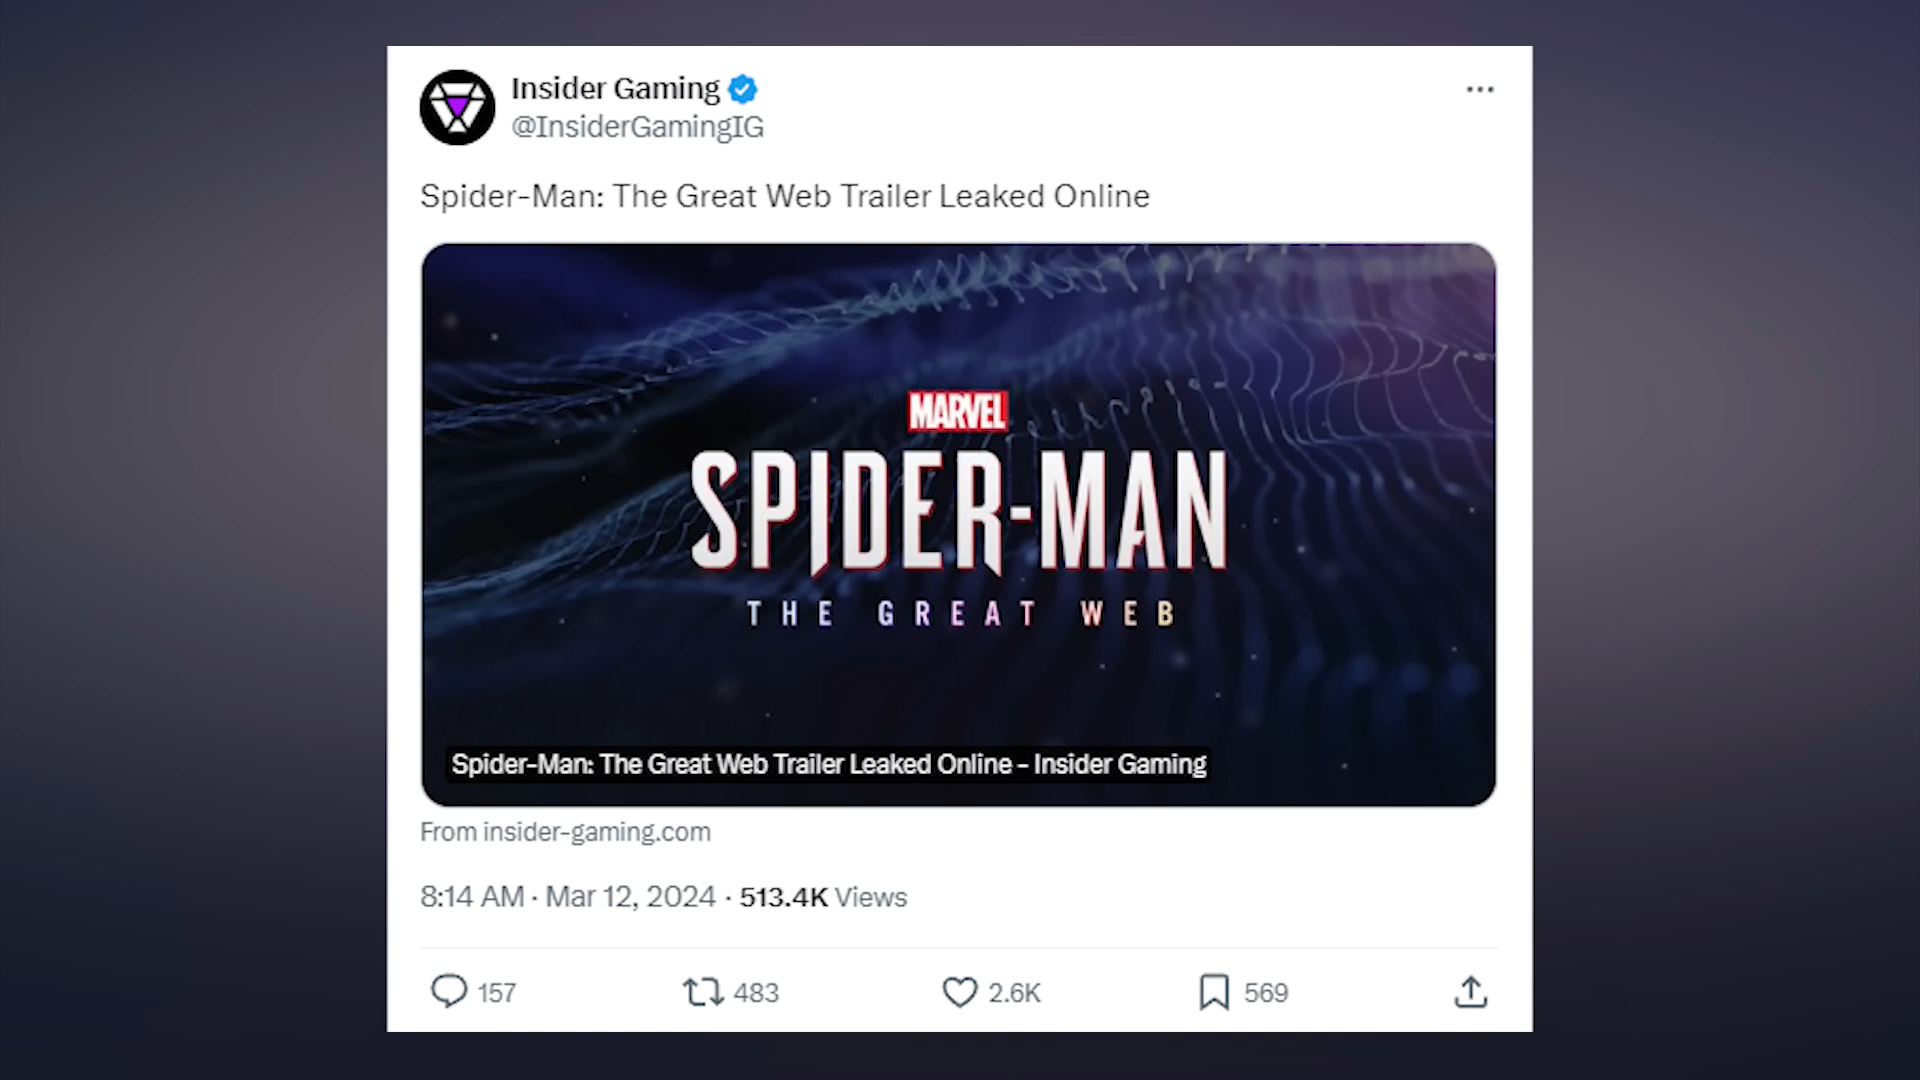 Insider Gaming
@InsiderGamingIG
Spider-Man: The Great Web Trailer Leaked Online
MARVEL
SPIDER-MAN
THE GREAT WEB
Spider-Man: The Great Web Trailer Leaked Online - Insider Gaming
From insider-gaming.com
8:14 AM · Mar 12, 2024 · 513.4K Views
157 483 2.6K 569